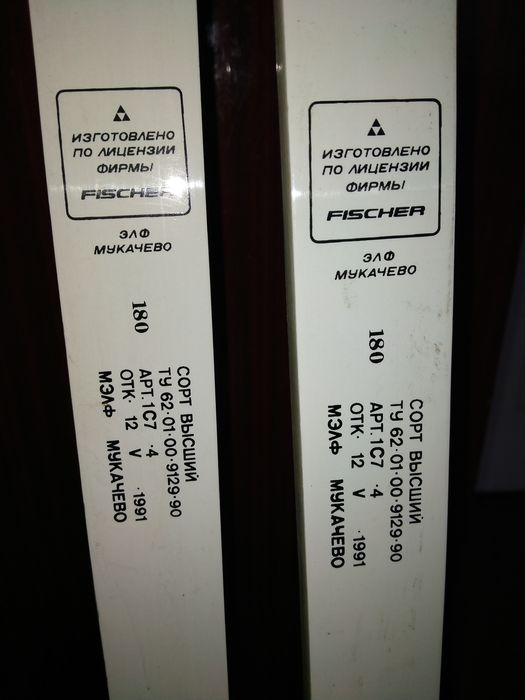 ИЗГОТОВЛЕНО
ПО ЛИЦЕНЗИИ
ФИРМЫ
FISCHER
ЭЛФ
МУКАЧЕВО
180
СОРТ ВЫСШИЙ
ТУ 62·01·00·9129·90
АРТ.1С7 ·4
ОТК· 12 V ·1991
МЭЛФ МУКАЧЕВО
ИЗГОТОВЛЕНО
ПО ЛИЦЕНЗИИ
ФИРМЫ
FISCHER
ЭЛФ
МУКАЧЕВО
180
СОРТ ВЫСШИЙ
ТУ 62·01·00·9129·90
АРТ.1С7 ·4
ОТК· 12 V ·1991
МЭЛФ МУКАЧЕВО